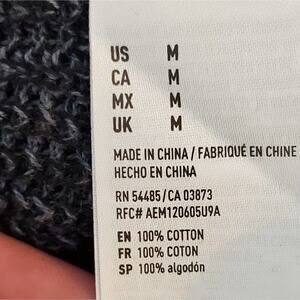 US M
CA M
MX M
UK M
MADE IN CHINA / FABRIQUÉ EN CHINE
HECHO EN CHINA
RN 54485/CA 03873
RFC# AEM120605U9A
EN 100% COTTON
FR 100% COTON
SP 100% algodón